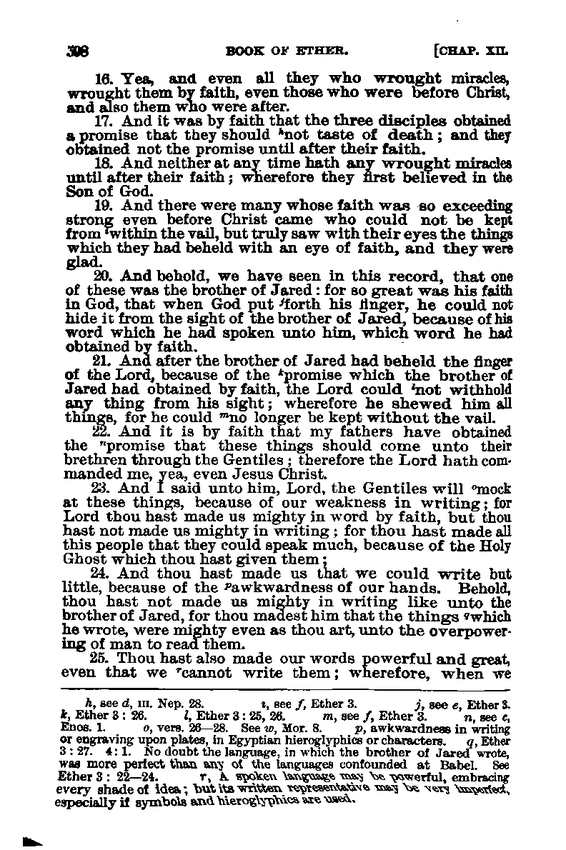 598 BOOK OF ETHER. [CHAP. XII.
16. Yea, and even all they who wrought miracles,
wrought them by faith, even those who were before Christ,
and also them who were after.
17. And it was by faith that the three disciples obtained
a promise that they should ʰnot taste of death; and they
obtained not the promise until after their faith.
18. And neither at any time hath any wrought miracles
until after their faith; wherefore they first believed in the
Son of God.
19. And there were many whose faith was so exceeding
strong even before Christ came who could not be kept
from ⁱwithin the vail, but truly saw with their eyes the things
which they had beheld with an eye of faith, and they were
glad.
20. And behold, we have seen in this record, that one
of these was the brother of Jared: for so great was his faith
in God, that when God put ʲforth his finger, he could not
hide it from the sight of the brother of Jared, because of his
word which he had spoken unto him, which word he had
obtained by faith.
21. And after the brother of Jared had beheld the finger
of the Lord, because of the ᵏpromise which the brother of
Jared had obtained by faith, the Lord could ˡnot withhold
any thing from his sight; wherefore he shewed him all
things, for he could ᵐno longer be kept without the vail.
22. And it is by faith that my fathers have obtained
the ⁿpromise that these things should come unto their
brethren through the Gentiles; therefore the Lord hath com-
manded me, yea, even Jesus Christ.
23. And I said unto him, Lord, the Gentiles will ᵒmock
at these things, because of our weakness in writing; for
Lord thou hast made us mighty in word by faith, but thou
hast not made us mighty in writing; for thou hast made all
this people that they could speak much, because of the Holy
Ghost which thou hast given them;
24. And thou hast made us that we could write but
little, because of the ᵖawkwardness of our hands. Behold,
thou hast not made us mighty in writing like unto the
brother of Jared, for thou madest him that the things qwhich
he wrote, were mighty even as thou art, unto the overpower-
ing of man to read them.
25. Thou hast also made our words powerful and great,
even that we ʳcannot write them; wherefore, when we
h, see d, III. Nep. 28. i, see f, Ether 3. j, see e, Ether 3.
k, Ether 3: 26. l, Ether 3: 25, 26. m, see f, Ether 3. n, see c,
Enos. 1. o, vers. 26—28. See w, Mor. 8. p, awkwardness in writing
or engraving upon plates, in Egyptian hieroglyphics or characters. q, Ether
3: 27. 4: 1. No doubt the language, in which the brother of Jared wrote,
was more perfect than any of the languages confounded at Babel. See
Ether 3: 22—24. r, A spoken language may be powerful, embracing
every shade of idea; but its written representative may be very imperfect,
especially if symbols and hieroglyphics are used.